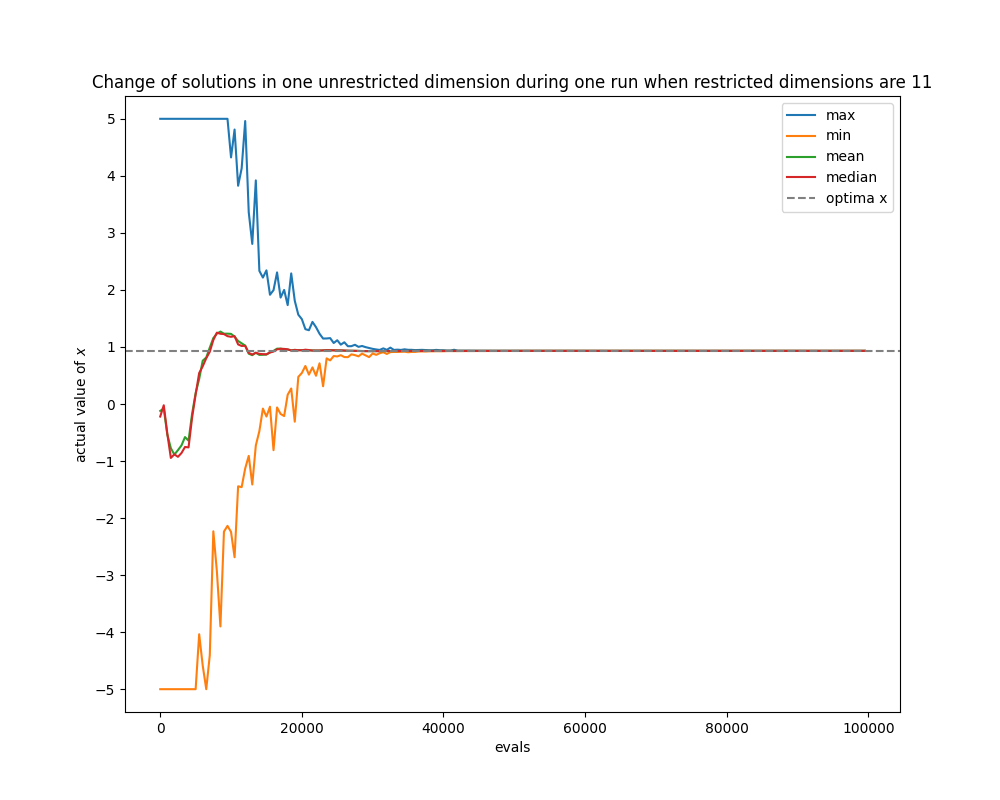 Change of solutions in one unrestricted dimension during one run when restricted dimensions are 11
max
min
mean
median
optima x
5
4
3
2
1
0
−1
−2
−3
−4
−5
actual value of x
0 20000 40000 60000 80000 100000
evals